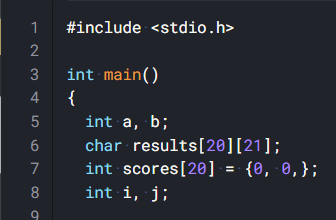 1 #include <stdio.h>
2
3 int main()
4 {
5 int a, b;
6 char results[20][21];
7 int scores[20] = {0, 0,};
8 int i, j;
9